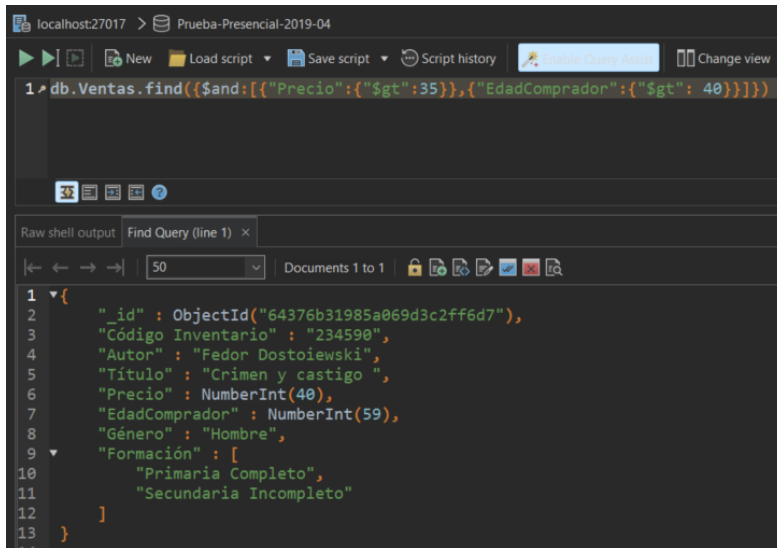 localhost:27017 > Prueba-Presencial-2019-04
New Load script Save script Script history Enable Query Assist Change view
1 db.Ventas.find({$and:[{"Precio":{"$gt":35}},{"EdadComprador":{"$gt": 40}}]})
Raw shell output Find Query (line 1) ×
50 Documents 1 to 1
1 {
2 "_id" : ObjectId("64376b31985a069d3c2ff6d7"),
3 "Código Inventario" : "234590",
4 "Autor" : "Fedor Dostoiewski",
5 "Título" : "Crimen y castigo ",
6 "Precio" : NumberInt(40),
7 "EdadComprador" : NumberInt(59),
8 "Género" : "Hombre",
9 "Formación" : [
10 "Primaria Completo",
11 "Secundaria Incompleto"
12 ]
13 }